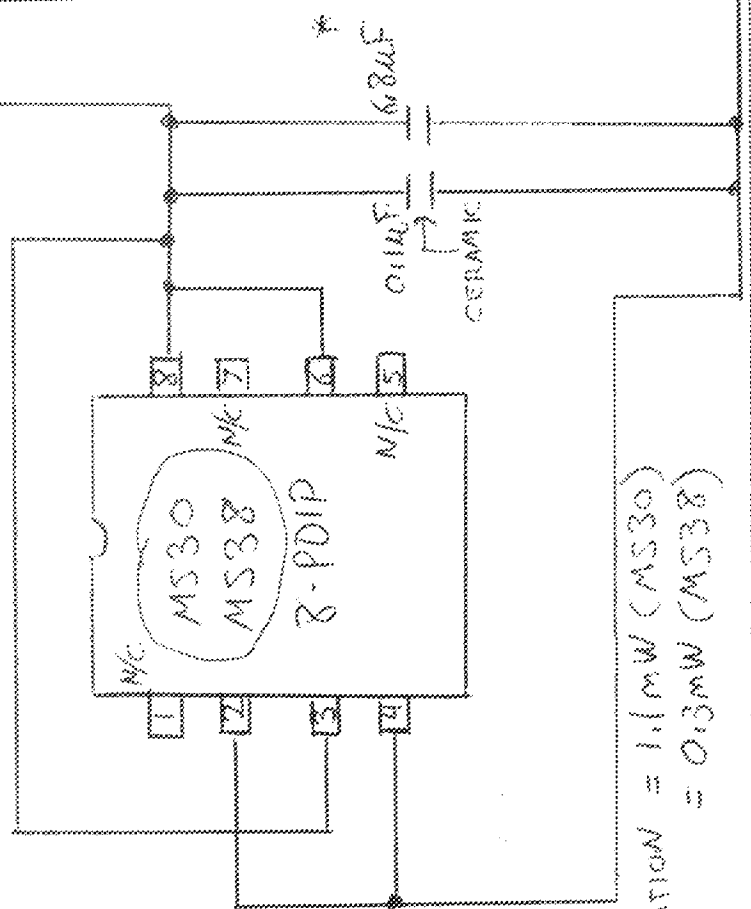 *
6.8uF
0.1uF
CERAMIC
N/C
1
2
3
4
MS30
MS38
8-PDIP
8
7
6
5
N/C
N/C
= 1.1mW (MS30)
= 0.3mW (MS38)